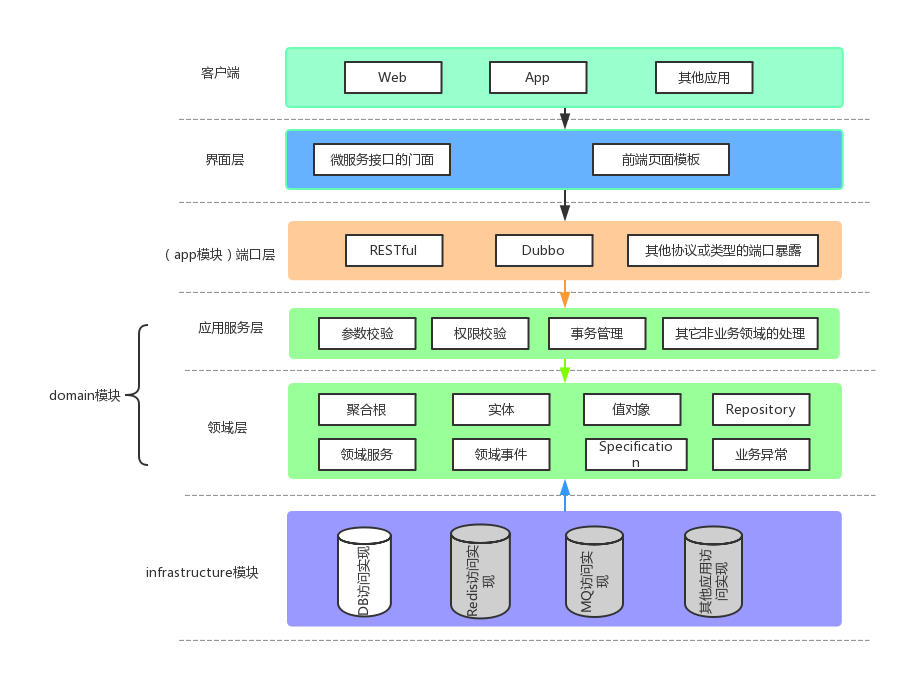 客户端
Web
App
其他应用
界面层
微服务接口的门面
前端页面模板
（app模块）端口层
RESTful
Dubbo
其他协议或类型的端口暴露
应用服务层
参数校验
权限校验
事务管理
其它非业务领域的处理
domain模块
领域层
聚合根
实体
值对象
Repository
领域服务
领域事件
Specificatio
n
业务异常
infrastructure模块
DB访问实现
Redis访问实
现
MQ访问实
现
其他应用访
问实现